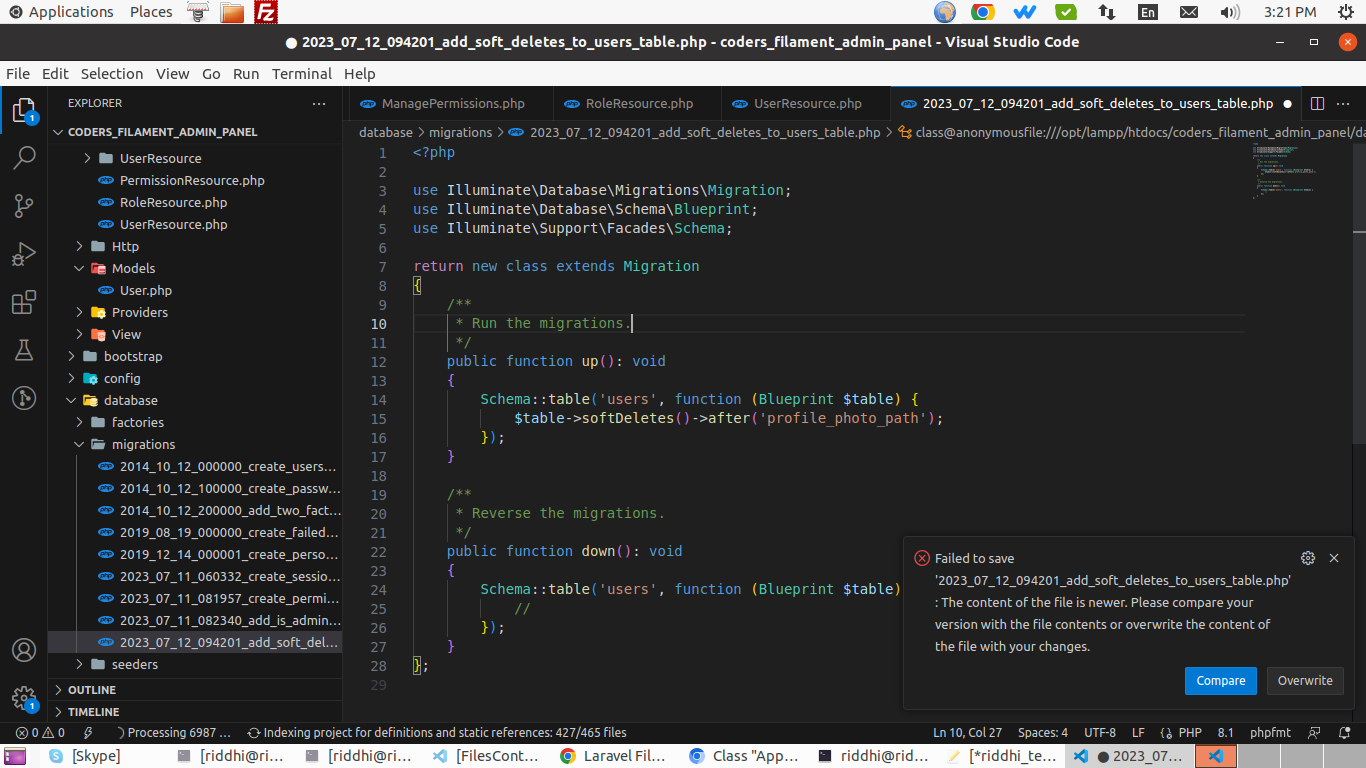 Applications Places En 3:21 PM
● 2023_07_12_094201_add_soft_deletes_to_users_table.php - coders_filament_admin_panel - Visual Studio Code
File Edit Selection View Go Run Terminal Help
EXPLORER ···
ManagePermissions.php RoleResource.php UserResource.php 2023_07_12_094201_add_soft_deletes_to_users_table.php ● ···
CODERS_FILAMENT_ADMIN_PANEL
database > migrations > 2023_07_12_094201_add_soft_deletes_to_users_table.php > class@anonymousfile:///opt/lampp/htdocs/coders_filament_admin_panel/da
UserResource
PermissionResource.php
RoleResource.php
UserResource.php
Http
Models
User.php
Providers
View
bootstrap
config
database
factories
migrations
2014_10_12_000000_create_users...
2014_10_12_100000_create_passw...
2014_10_12_200000_add_two_fact...
2019_08_19_000000_create_failed...
2019_12_14_000001_create_perso...
2023_07_11_060332_create_sessio...
2023_07_11_081957_create_permi...
2023_07_11_082340_add_is_admin...
2023_07_12_094201_add_soft_del...
seeders
OUTLINE
TIMELINE
1
1
1 <?php
2
3 use Illuminate\Database\Migrations\Migration;
4 use Illuminate\Database\Schema\Blueprint;
5 use Illuminate\Support\Facades\Schema;
6
7 return new class extends Migration
8 {
9 /**
10 * Run the migrations.
11 */
12 public function up(): void
13 {
14 Schema::table('users', function (Blueprint $table) {
15 $table->softDeletes()->after('profile_photo_path');
16 });
17 }
18
19 /**
20 * Reverse the migrations.
21 */
22 public function down(): void
23 {
24 Schema::table('users', function (Blueprint $table)
25 //
26 });
27 }
28 };
29
Failed to save
'2023_07_12_094201_add_soft_deletes_to_users_table.php'
: The content of the file is newer. Please compare your
version with the file contents or overwrite the content of
the file with your changes.
Compare Overwrite
0 0 Processing 6987 ... Indexing project for definitions and static references: 427/465 files Ln 10, Col 27 Spaces: 4 UTF-8 LF PHP 8.1 phpfmt
[Skype] [riddhi@ri... [riddhi@ri... [FilesCont... Laravel Fil... Class "App... riddhi@rid... [*riddhi_te... ● 2023_07...